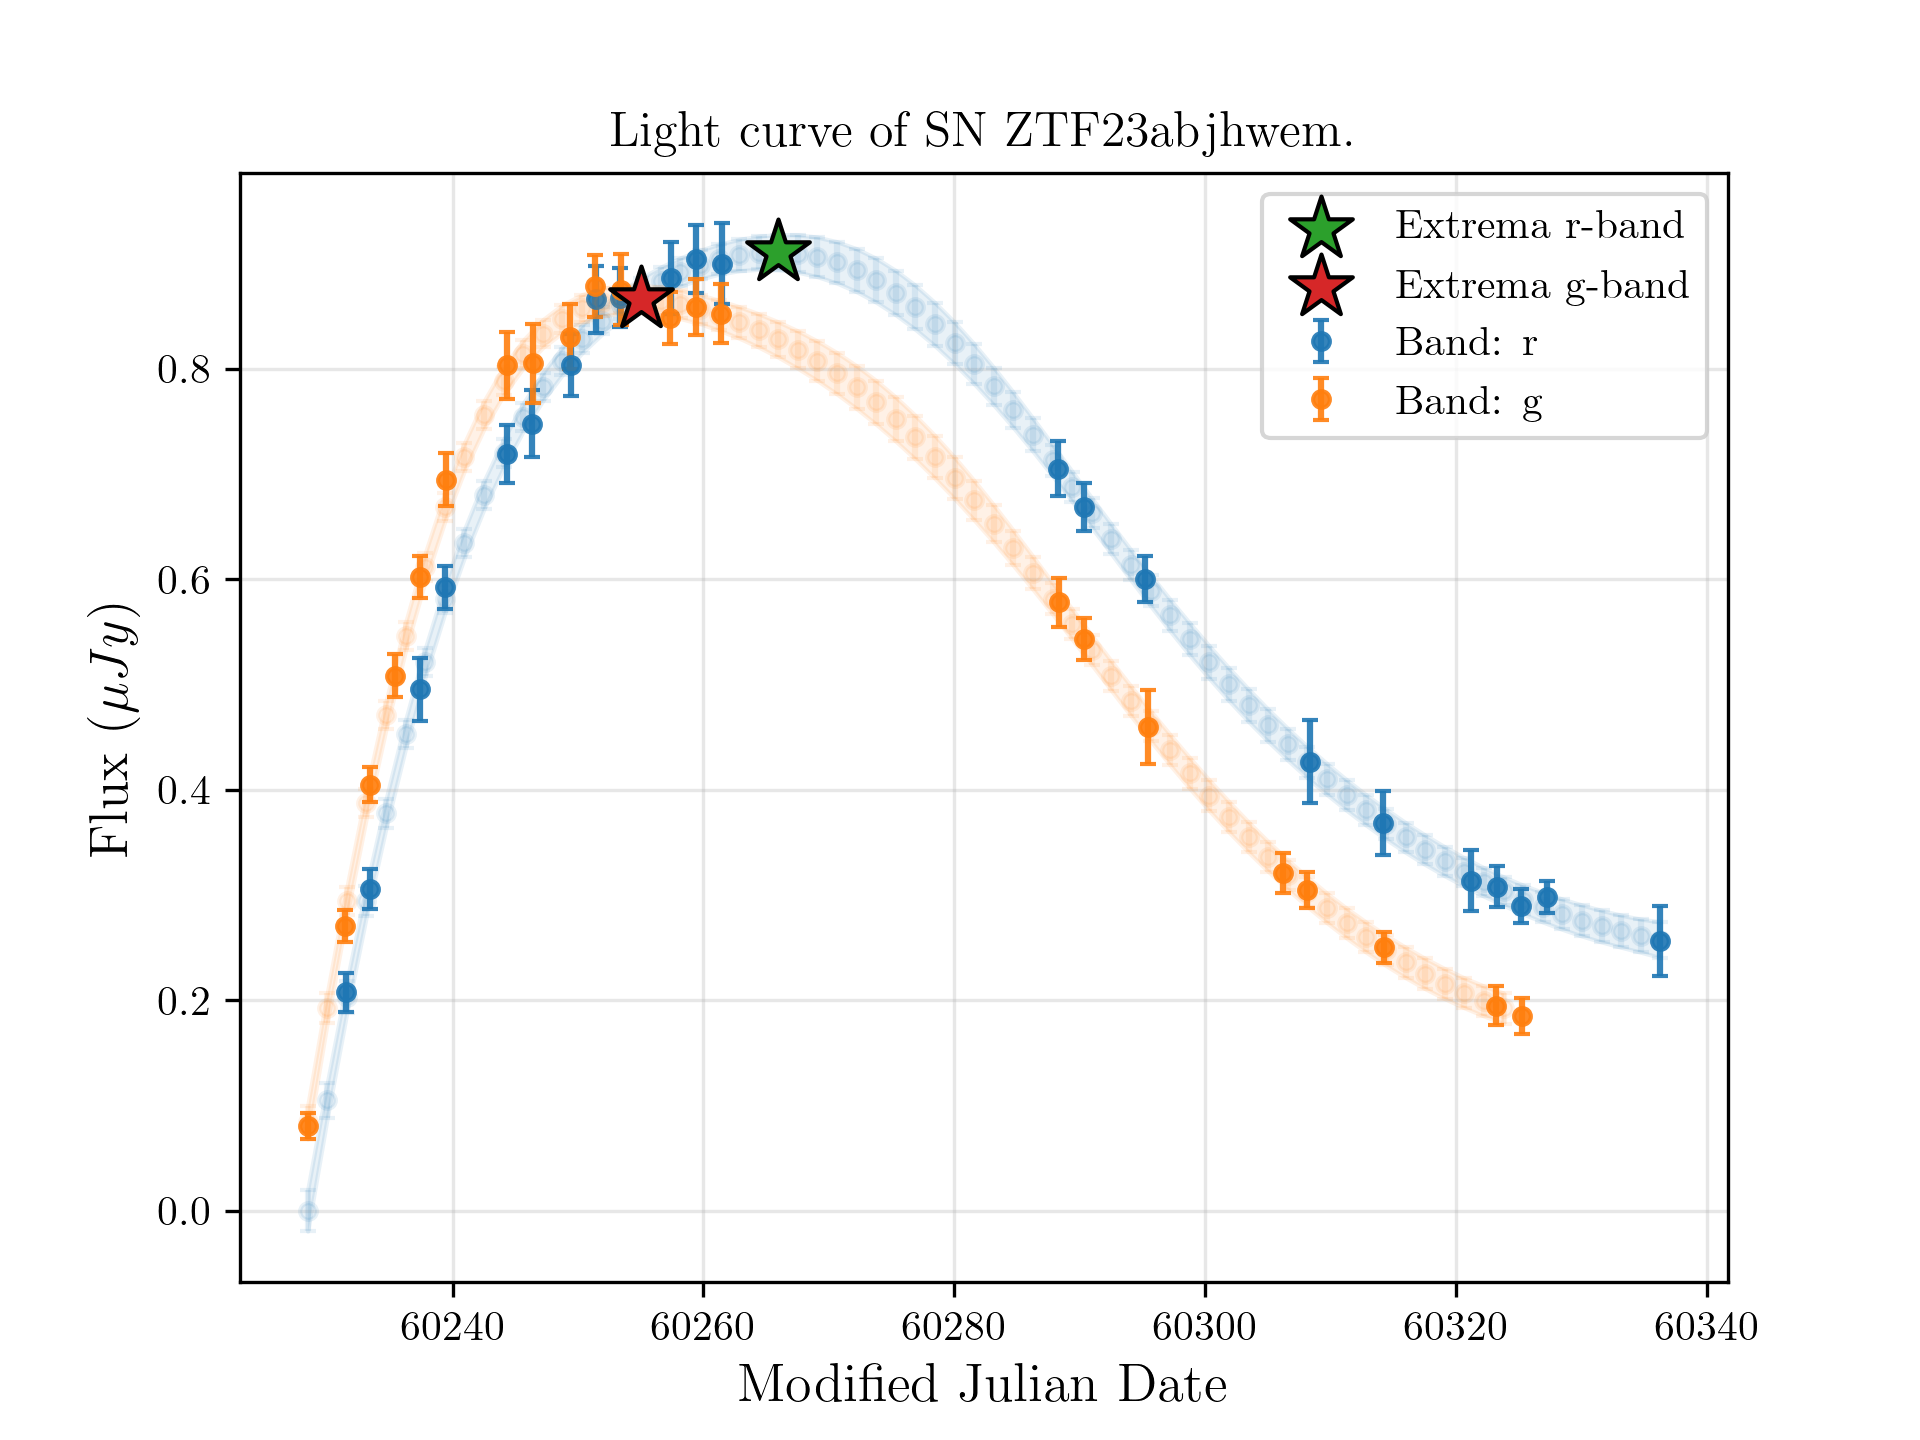 Light curve of SN ZTF23abjhwem.
Extrema r-band
Extrema g-band
Band: r
Band: g
Flux (μJy)
0.8
0.6
0.4
0.2
0.0
60240 60260 60280 60300 60320 60340
Modified Julian Date